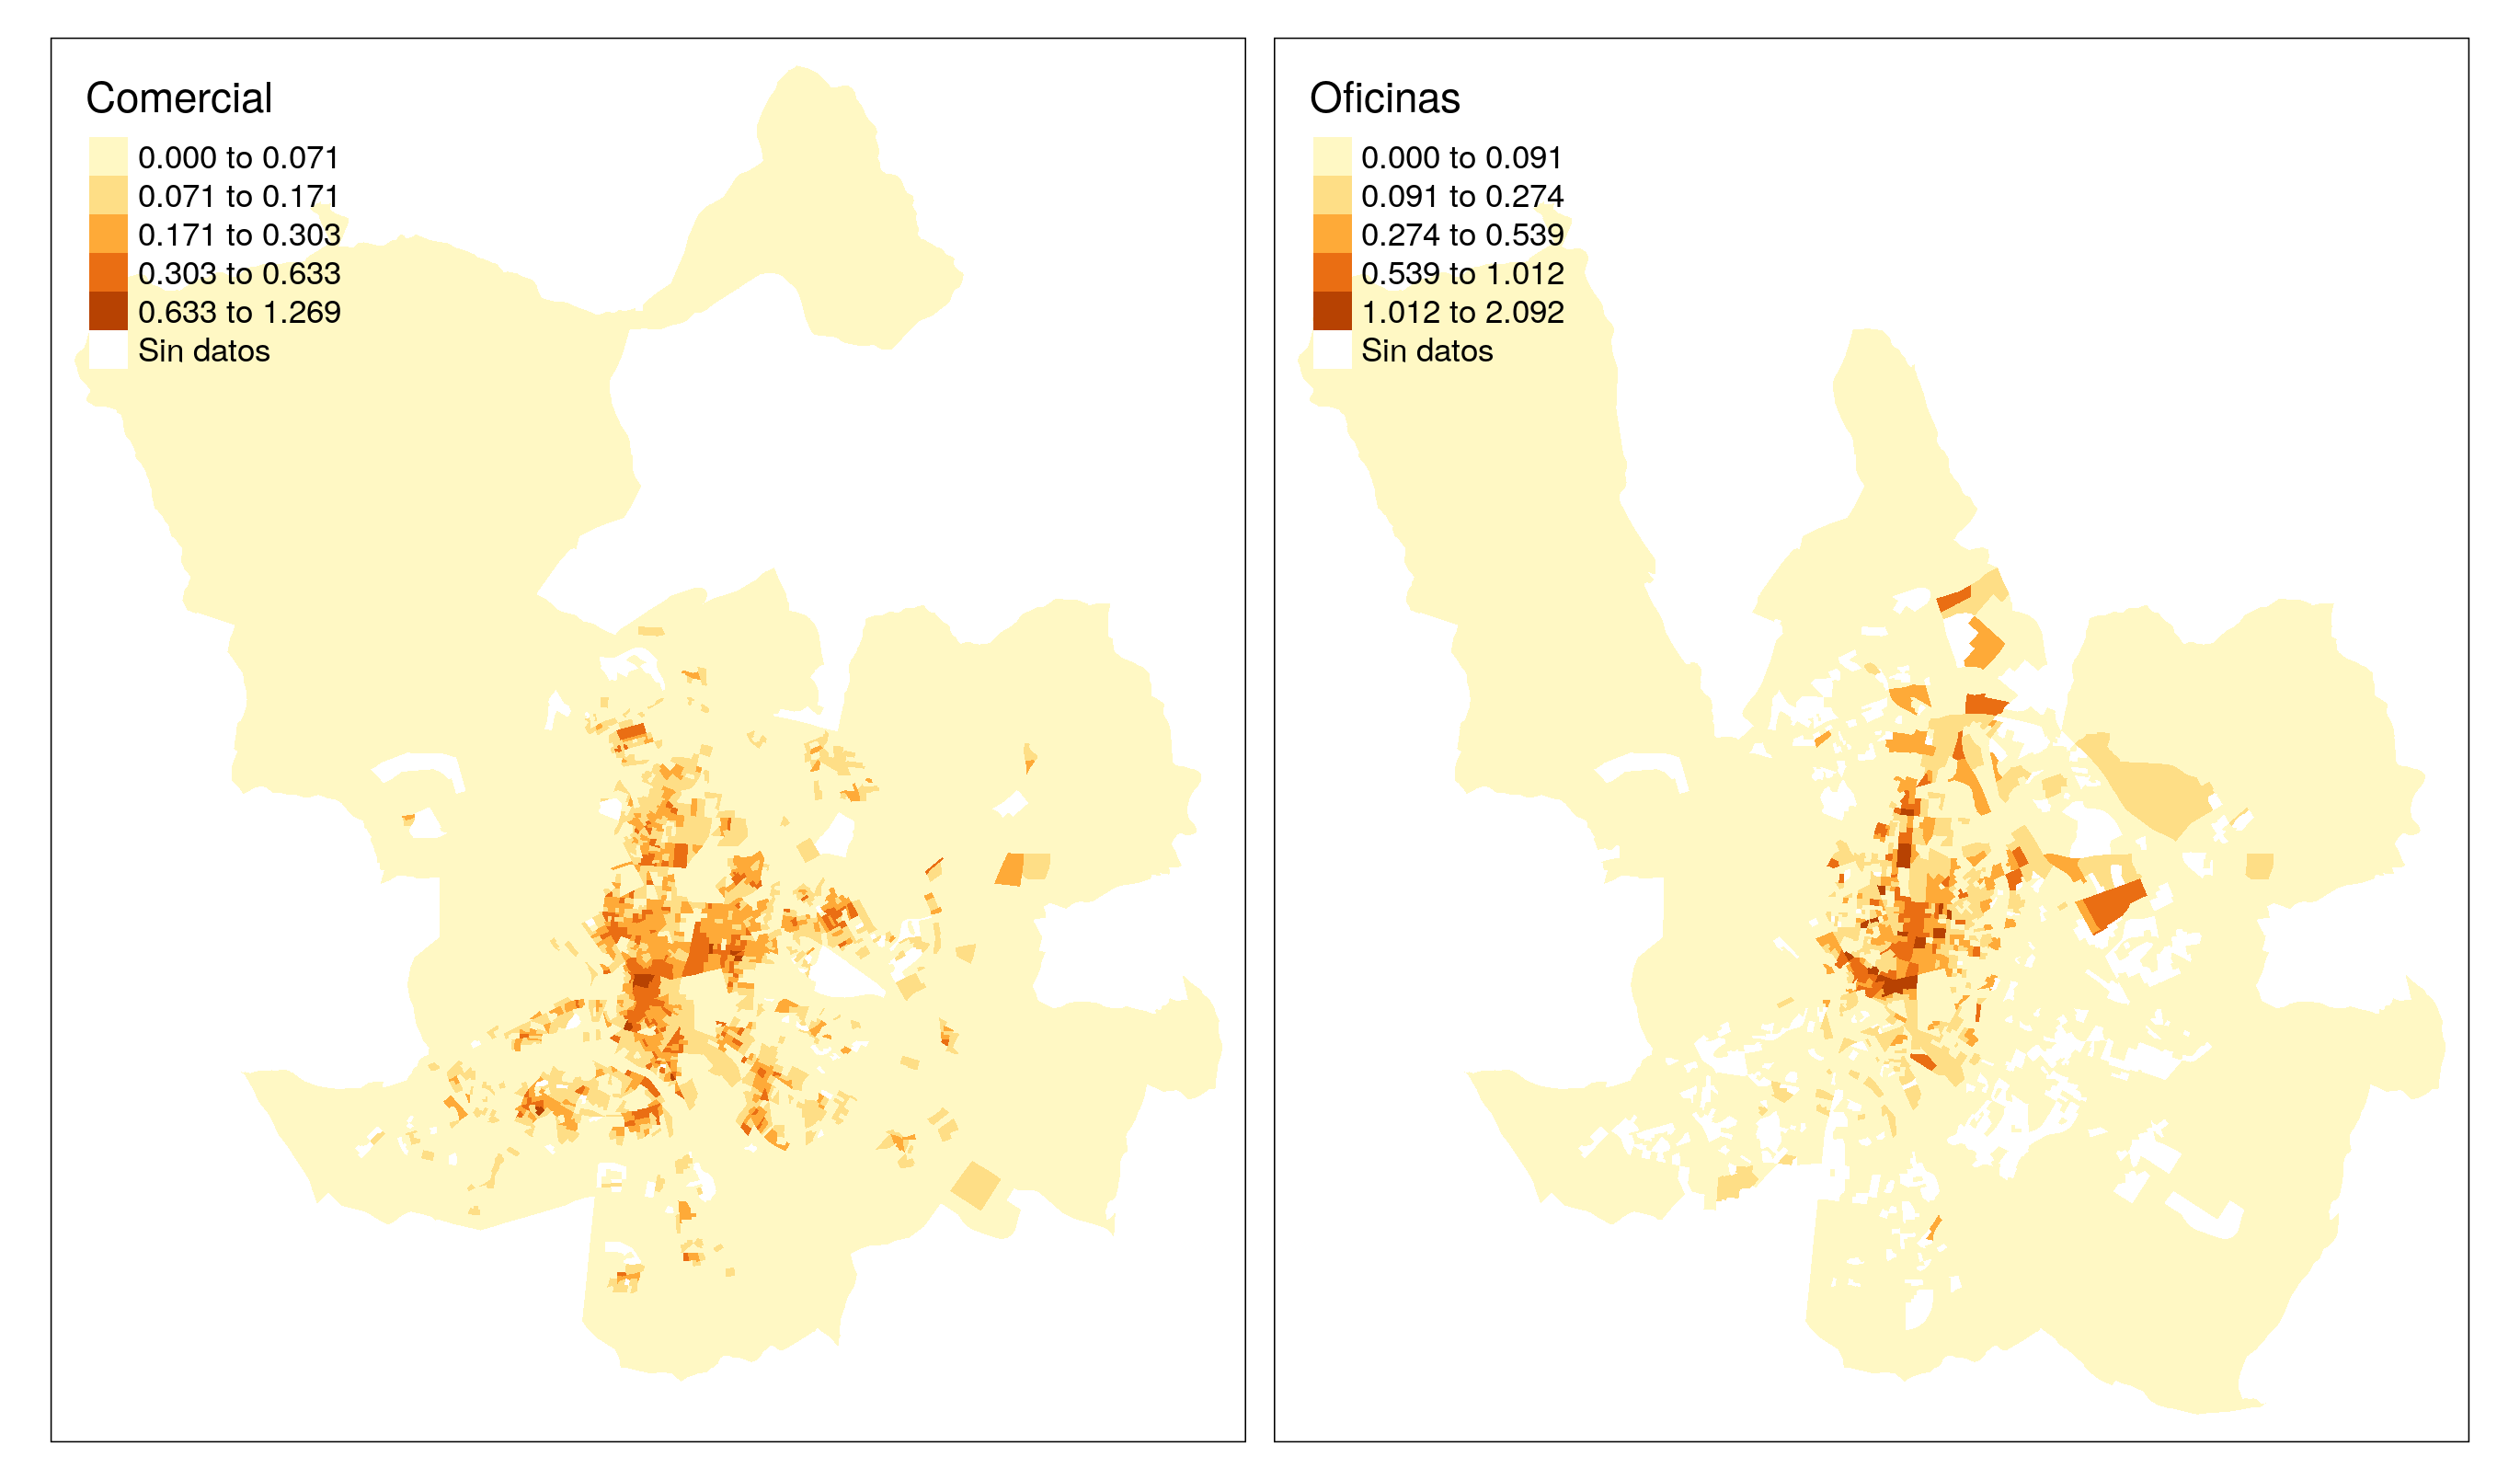 Comercial
0.000 to 0.071
0.071 to 0.171
0.171 to 0.303
0.303 to 0.633
0.633 to 1.269
Sin datos
Oficinas
0.000 to 0.091
0.091 to 0.274
0.274 to 0.539
0.539 to 1.012
1.012 to 2.092
Sin datos